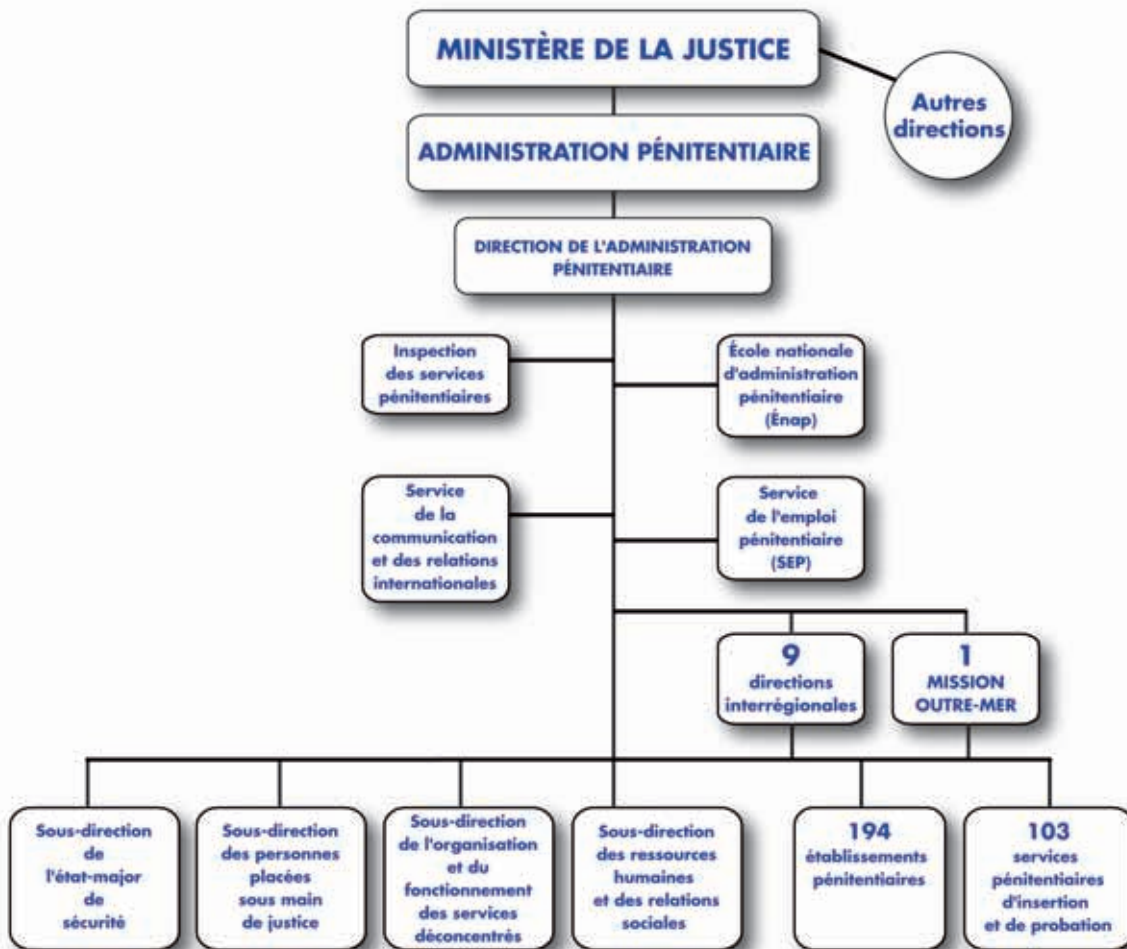 MINISTÈRE DE LA JUSTICE
Autres
directions
ADMINISTRATION PÉNITENTIAIRE
DIRECTION DE L'ADMINISTRATION
PÉNITENTIAIRE
Inspection
des services
pénitentiaires
École nationale
d'administration
pénitentiaire
(Énap)
Service
de la
communication
et des relations
internationales
Service
de l'emploi
pénitentiaire
(SEP)
9
directions
interrégionales
1
MISSION
OUTRE-MER
Sous-direction
de
l'état-major
de
sécurité
Sous-direction
des personnes
placées
sous main
de justice
Sous-direction
de l'organisation
et du
fonctionnement
des services
déconcentrés
Sous-direction
des ressources
humaines
et des relations
sociales
194
établissements
pénitentiaires
103
services
pénitentiaires
d'insertion
et de probation